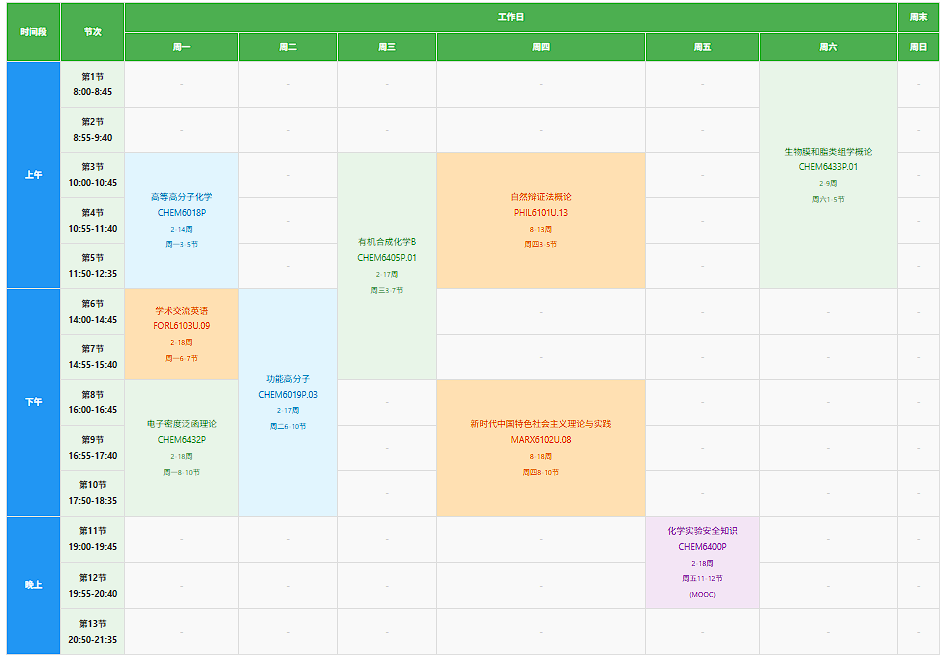 时间段 节次 工作日 周末
周一 周二 周三 周四 周五 周六 周日
上午
第1节
8:00-8:45
- - - - - -
第2节
8:55-9:40
- - - - - -
第3节
10:00-10:45
第4节
10:55-11:40
第5节
11:50-12:35
高等高分子化学
CHEM6018P
2-14周
周一3-5节
有机合成化学B
CHEM6405P.01
2-17周
周三3-7节
自然辩证法概论
PHIL6101U.13
8-13周
周四3-5节
生物膜和脂类组学概论
CHEM6433P.01
2-9周
周六1-5节
下午
第6节
14:00-14:45
第7节
14:55-15:40
第8节
16:00-16:45
第9节
16:55-17:40
第10节
17:50-18:35
学术交流英语
FORL6103U.09
2-18周
周一6-7节
电子密度泛函理论
CHEM6432P
2-18周
周一8-10节
功能高分子
CHEM6019P.03
2-17周
周二6-10节
新时代中国特色社会主义理论与实践
MARX6102U.08
8-18周
周四8-10节
晚上
第11节
19:00-19:45
第12节
19:55-20:40
第13节
20:50-21:35
化学实验安全知识
CHEM6400P
2-18周
周五11-12节
(MOOC)